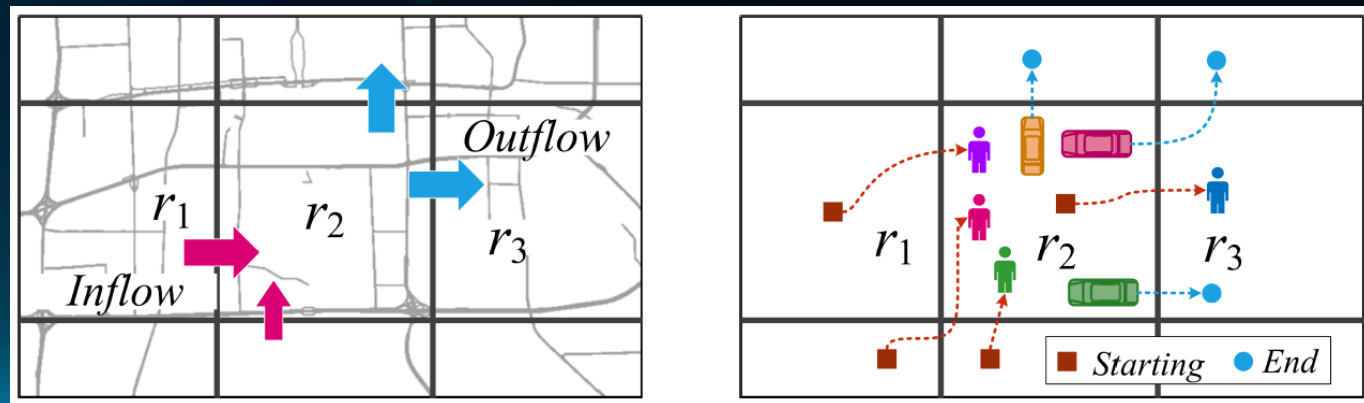 Outflow
r1
r2
r3
Inflow
r1
r2
r3
Starting
End